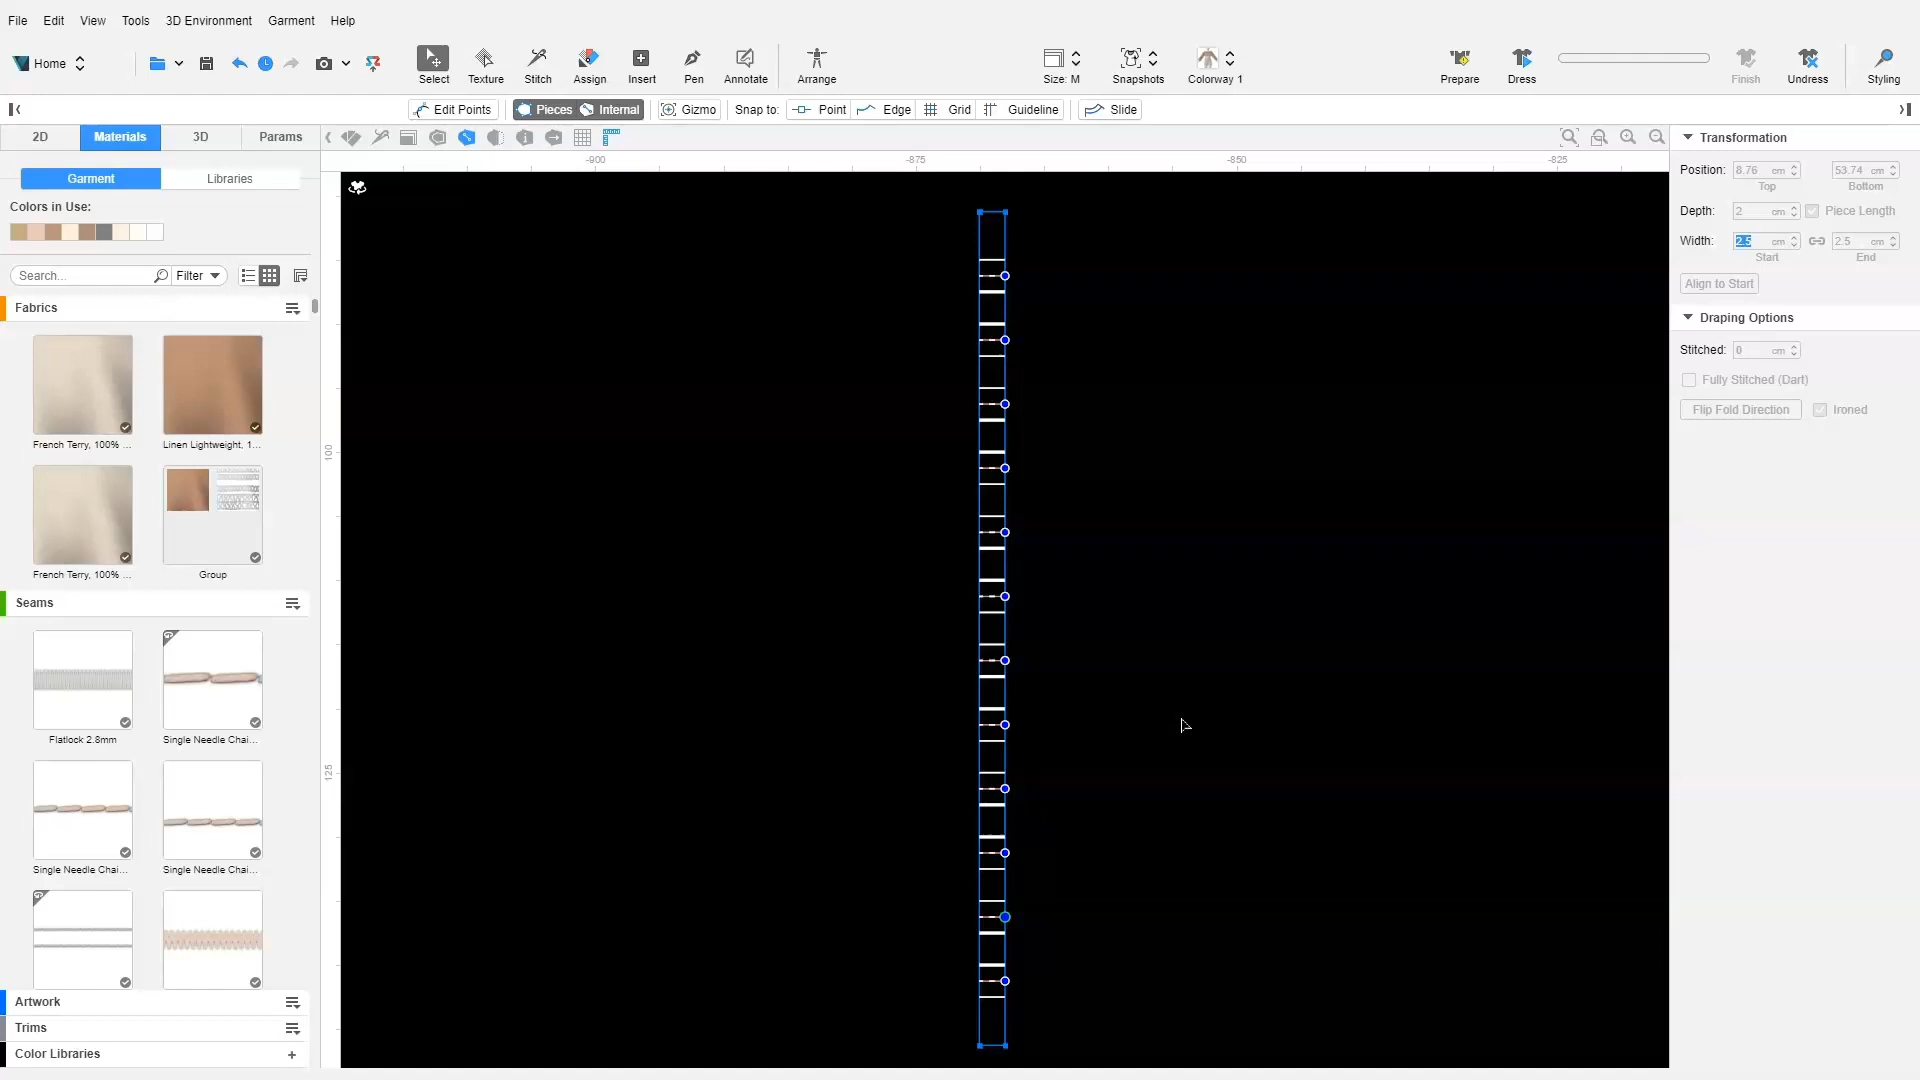 File Edit View Tools 3D Environment Garment Help
Home
Select Texture Stitch Assign Insert Pen Annotate Arrange Size: M Snapshots Colorway 1 Prepare Dress Finish Undress Styling
Edit Points Pieces Internal Gizmo Snap to: Point Edge Grid Guideline Slide
2D Materials 3D Params
-900 -875 -850 -825
100
125
Garment Libraries
Colors in Use:
Search... Filter
Fabrics
French Terry, 100% ... Linen Lightweight, 1...
French Terry, 100% ... Group
Seams
Flatlock 2.8mm Single Needle Chai...
Single Needle Chai... Single Needle Chai...
Artwork
Trims
Color Libraries +
Transformation
Position: 8.76 cm 53.74 cm
Top Bottom
Depth: 2 cm Piece Length
Width: 2.5 cm 2.5 cm
Start End
Align to Start
Draping Options
Stitched: 0 cm
Fully Stitched (Dart)
Flip Fold Direction Ironed